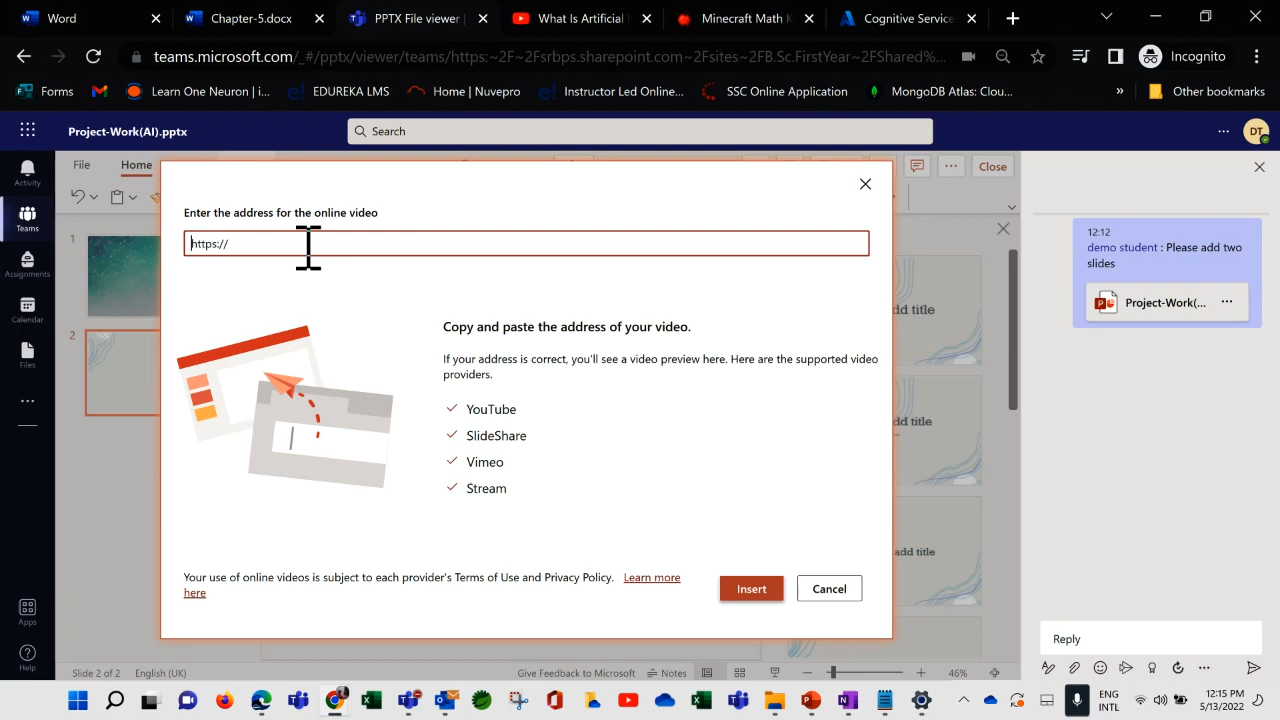 Word
Chapter-5.docx
PPTX File viewer
What Is Artificial
Minecraft Math K
Cognitive Service
teams.microsoft.com/_#/pptx/viewer/teams/https:~2F~2Fsrbps.sharepoint.com~2Fsites~2FB.Sc.FirstYear~2FShared%...
Incognito
Forms
Learn One Neuron | i...
EDUREKA LMS
Home | Nuvepro
Instructor Led Online...
SSC Online Application
MongoDB Atlas: Clou...
»
Other bookmarks
Project-Work(AI).pptx
Search
DT
Activity
Teams
Assignments
Calendar
Files
Apps
Help
File
Home
Close
1
2
Enter the address for the online video
https://
Copy and paste the address of your video.
If your address is correct, you'll see a video preview here. Here are the supported video
providers.
YouTube
SlideShare
Vimeo
Stream
Your use of online videos is subject to each provider's Terms of Use and Privacy Policy. Learn more
here
Insert
Cancel
dd title
dd title
add title
12:12
demo student : Please add two
slides
Project-Work(...
Reply
Slide 2 of 2
English (UK)
Give Feedback to Microsoft
Notes
46%
ENG
INTL
12:15 PM
5/13/2022